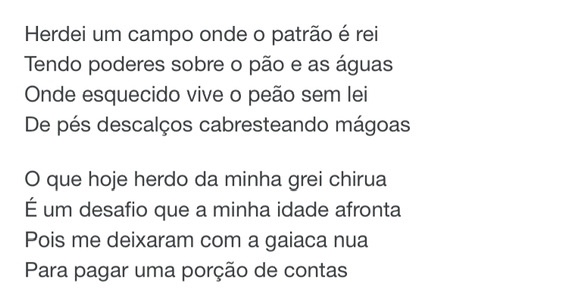 Herdei um campo onde o patrão é rei
Tendo poderes sobre o pão e as águas
Onde esquecido vive o peão sem lei
De pés descalços cabresteando mágoas

O que hoje herdo da minha grei chirua
É um desafio que a minha idade afronta
Pois me deixaram com a gaiaca nua
Para pagar uma porção de contas